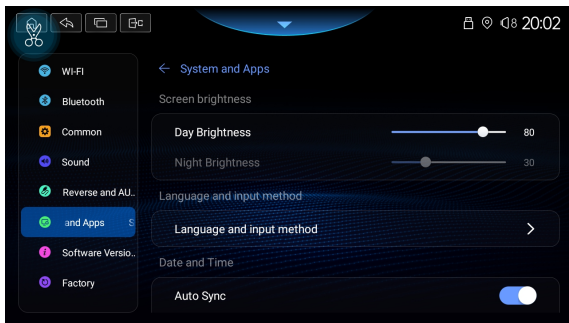 8 20:02
WI-FI
Bluetooth
Common
Sound
Reverse and AU..
and Apps S
Software Versio..
Factory
System and Apps
Screen brightness
Day Brightness 80
Night Brightness 30
Language and input method
Language and input method
Date and Time
Auto Sync